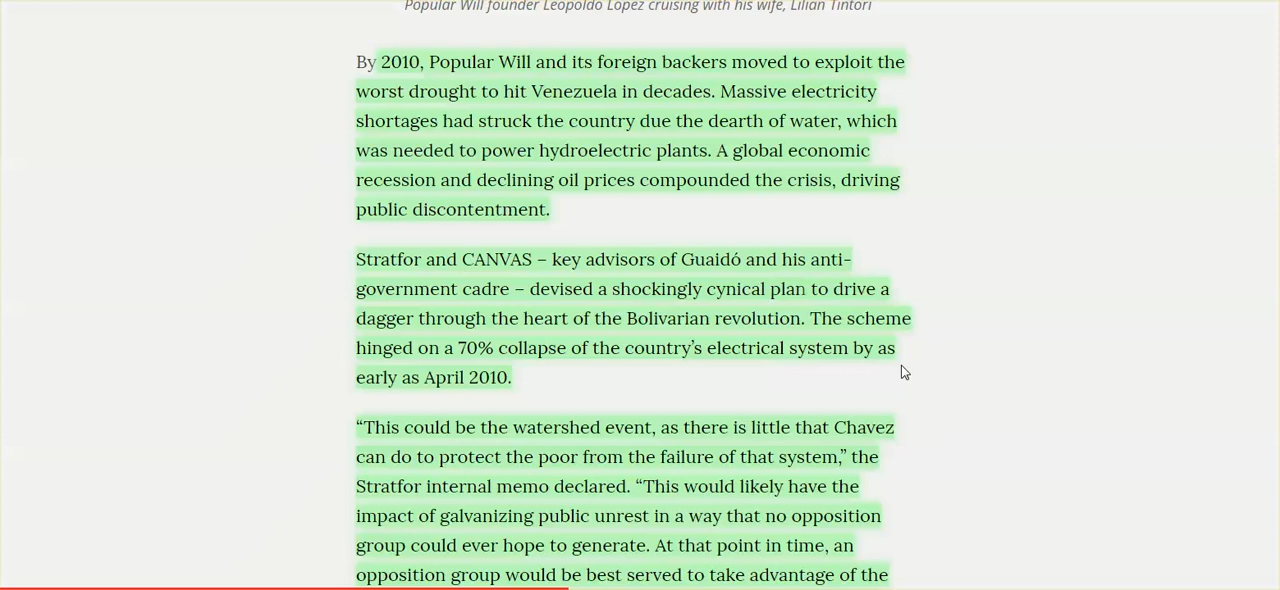 Popular Will founder Leopoldo Lopez cruising with his wife, Lilian Tintori
By 2010, Popular Will and its foreign backers moved to exploit the
worst drought to hit Venezuela in decades. Massive electricity
shortages had struck the country due the dearth of water, which
was needed to power hydroelectric plants. A global economic
recession and declining oil prices compounded the crisis, driving
public discontentment.
Stratfor and CANVAS – key advisors of Guaidó and his anti-
government cadre – devised a shockingly cynical plan to drive a
dagger through the heart of the Bolivarian revolution. The scheme
hinged on a 70% collapse of the country’s electrical system by as
early as April 2010.
“This could be the watershed event, as there is little that Chavez
can do to protect the poor from the failure of that system,” the
Stratfor internal memo declared. “This would likely have the
impact of galvanizing public unrest in a way that no opposition
group could ever hope to generate. At that point in time, an
opposition group would be best served to take advantage of the